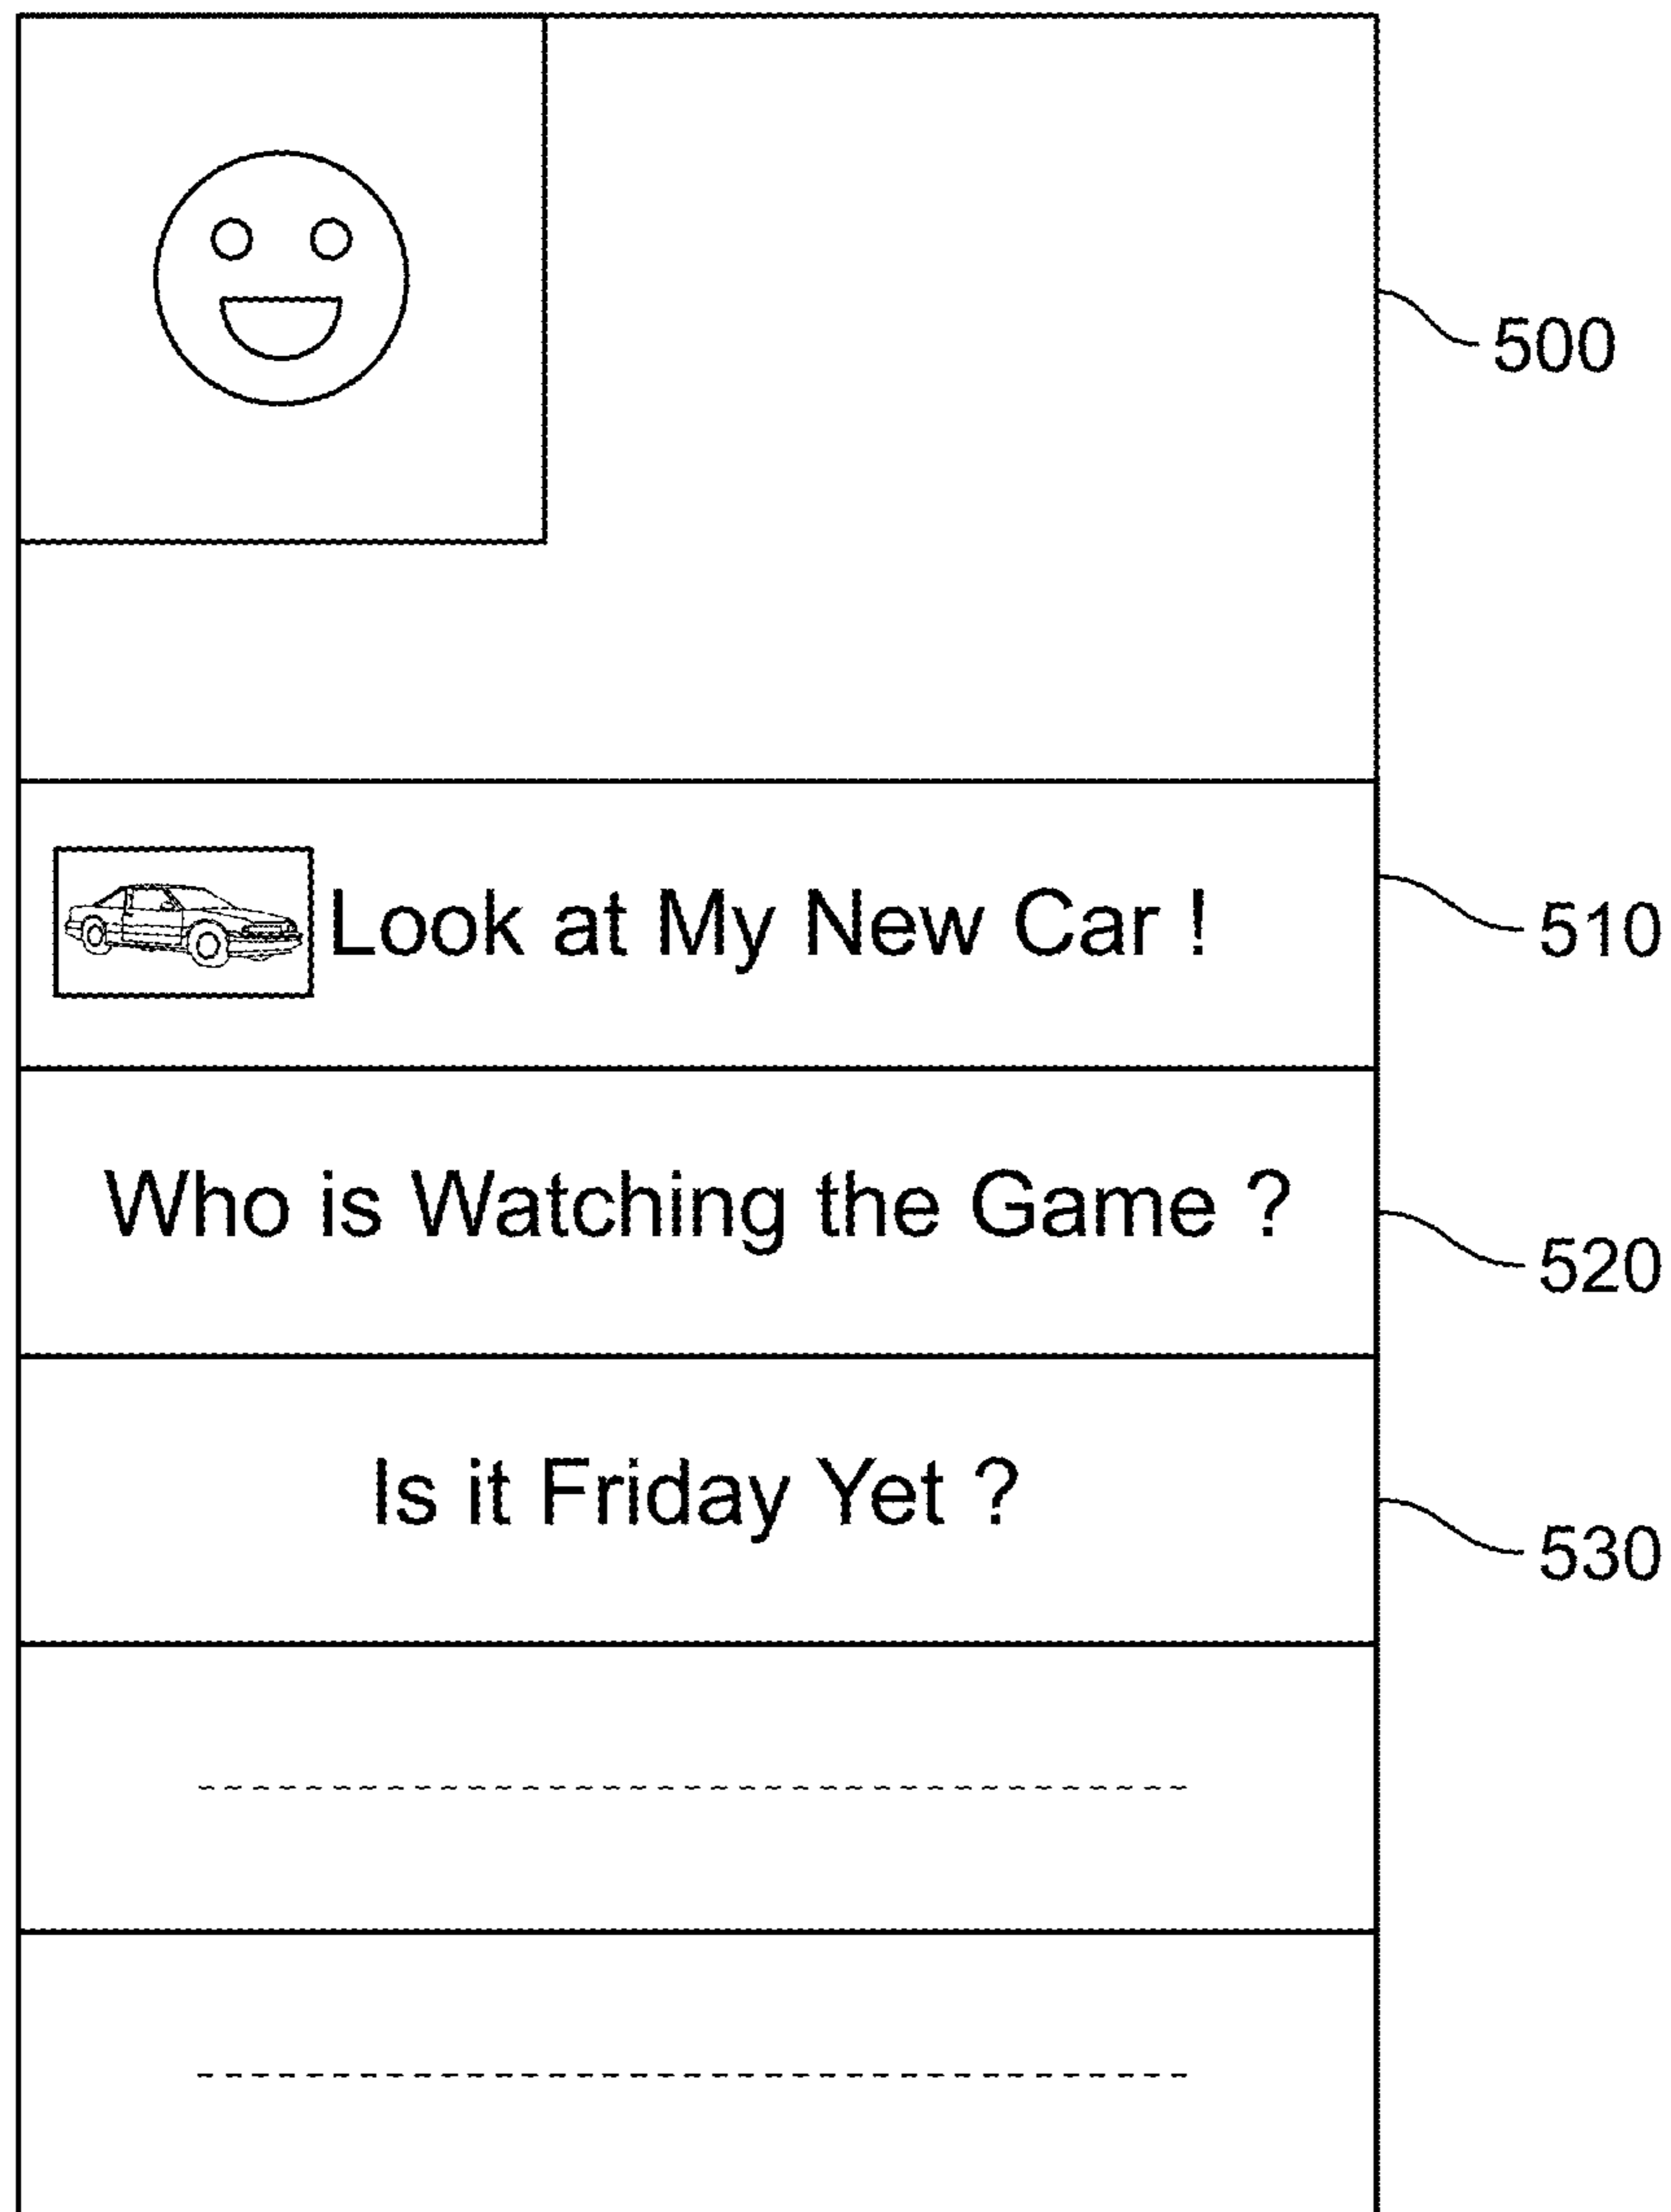 500
Look at My New Car !
510
Who is Watching the Game ?
520
Is it Friday Yet ?
530